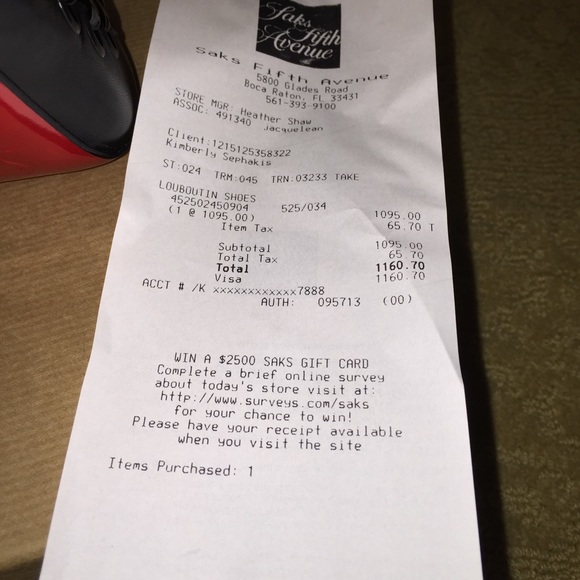 Saks
Fifth
Avenue
Saks Fifth Avenue
5800 Glades Road
Boca Raton, FL 33431
561-393-9100
STORE MGR: Heather Shaw
ASSOC: 491340 Jacquelean
Client:1215125358322
Kimberly Sephakis
ST:024 TRM:045 TRN:03233 TAKE
LOUBOUTIN SHOES
452502450904 525/034 1095.00
(1 @ 1095.00)
Item Tax 65.70 T
Subtotal 1095.00
Total Tax 65.70
Total 1160.70
Visa 1160.70
ACCT # /K xxxxxxxxxxxx7888
AUTH: 095713 (00)
WIN A $2500 SAKS GIFT CARD
Complete a brief online survey
about today's store visit at:
http://www.surveys.com/saks
for your chance to win!
Please have your receipt available
when you visit the site
Items Purchased: 1